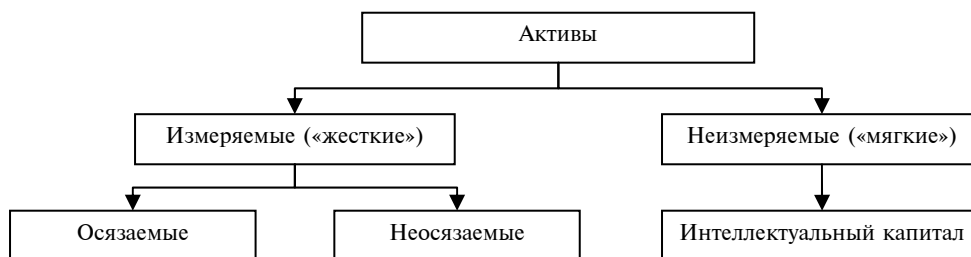 Активы
Измеряемые («жесткие»)
Неизмеряемые («мягкие»)
Осязаемые
Неосязаемые
Интеллектуальный капитал